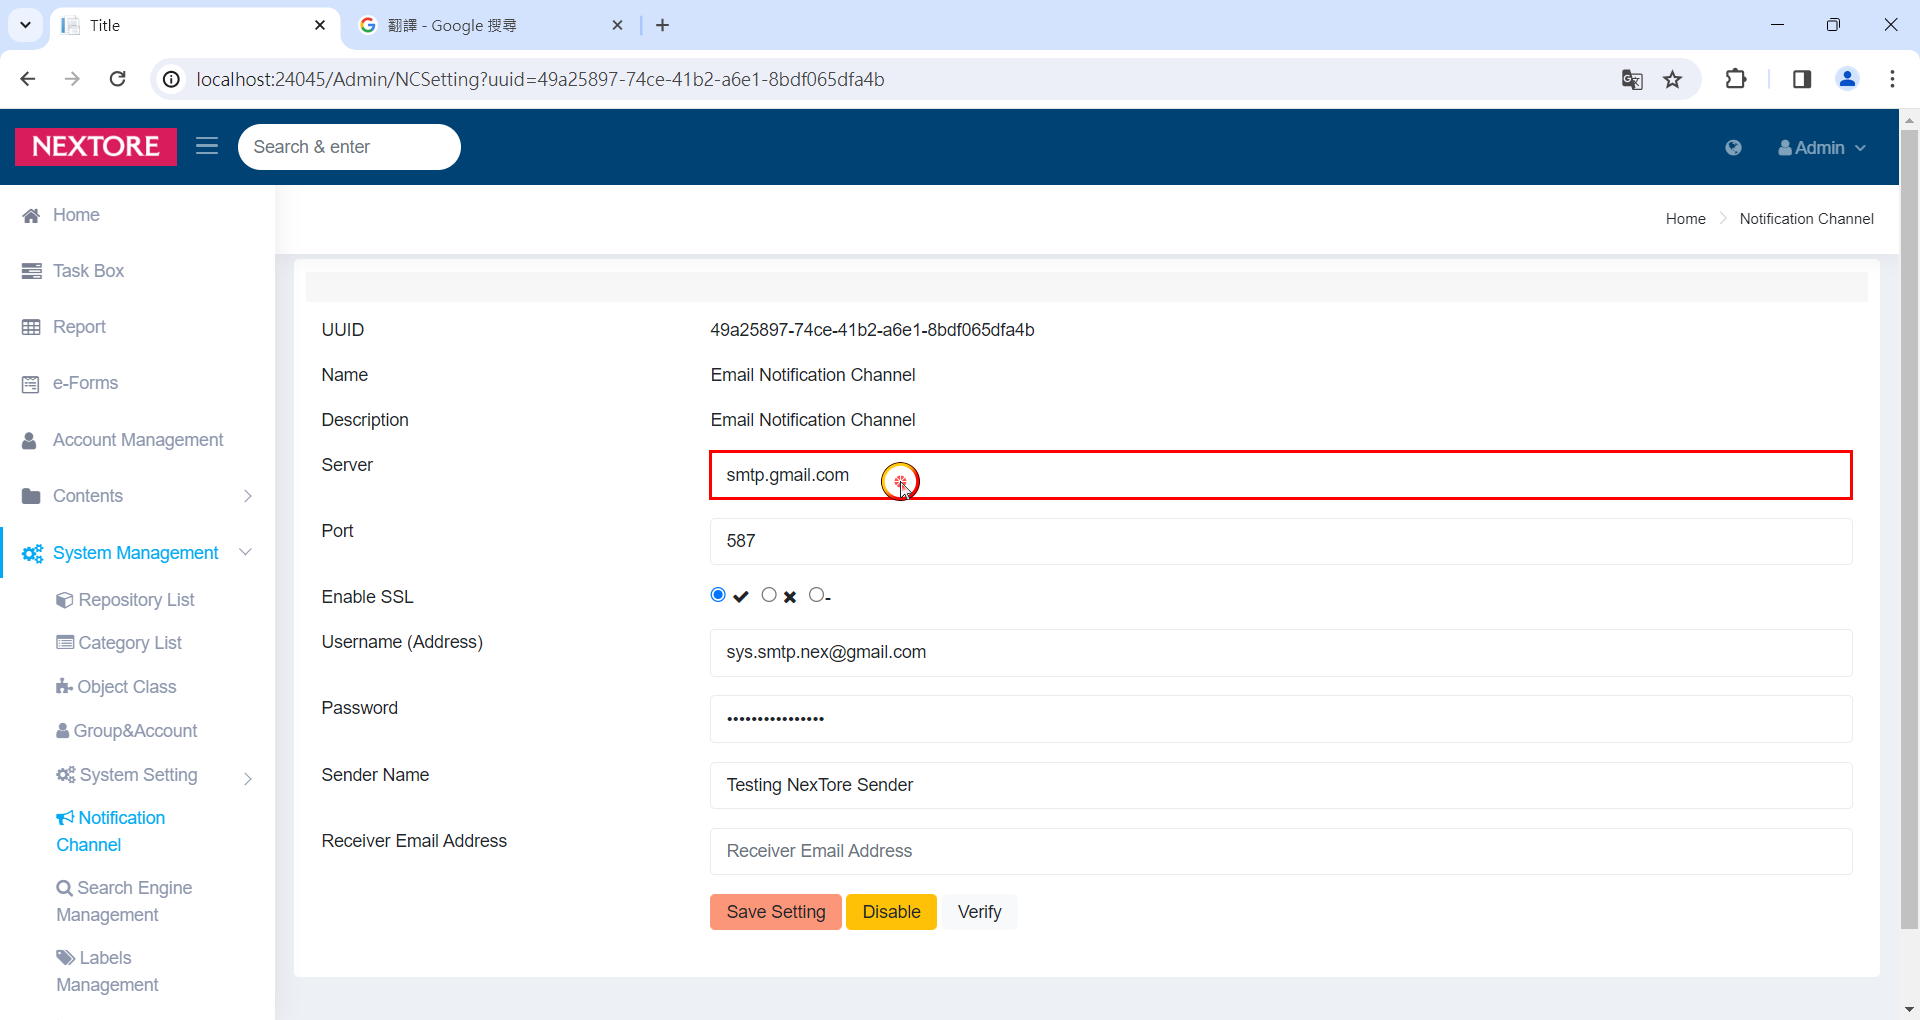 Title
翻譯 - Google 搜尋
localhost:24045/Admin/NCSetting?uuid=49a25897-74ce-41b2-a6e1-8bdf065dfa4b
NEXTORE
Search & enter
Admin
Home
Home
Notification Channel
Task Box
Report
e-Forms
Account Management
Contents
System Management
Repository List
Category List
Object Class
Group&Account
System Setting
Notification
Channel
Search Engine
Management
Labels
Management
UUID
49a25897-74ce-41b2-a6e1-8bdf065dfa4b
Name
Email Notification Channel
Description
Email Notification Channel
Server
smtp.gmail.com
Port
587
Enable SSL
-
Username (Address)
sys.smtp.nex@gmail.com
Password
••••••••••••••••
Sender Name
Testing NexTore Sender
Receiver Email Address
Receiver Email Address
Save Setting
Disable
Verify